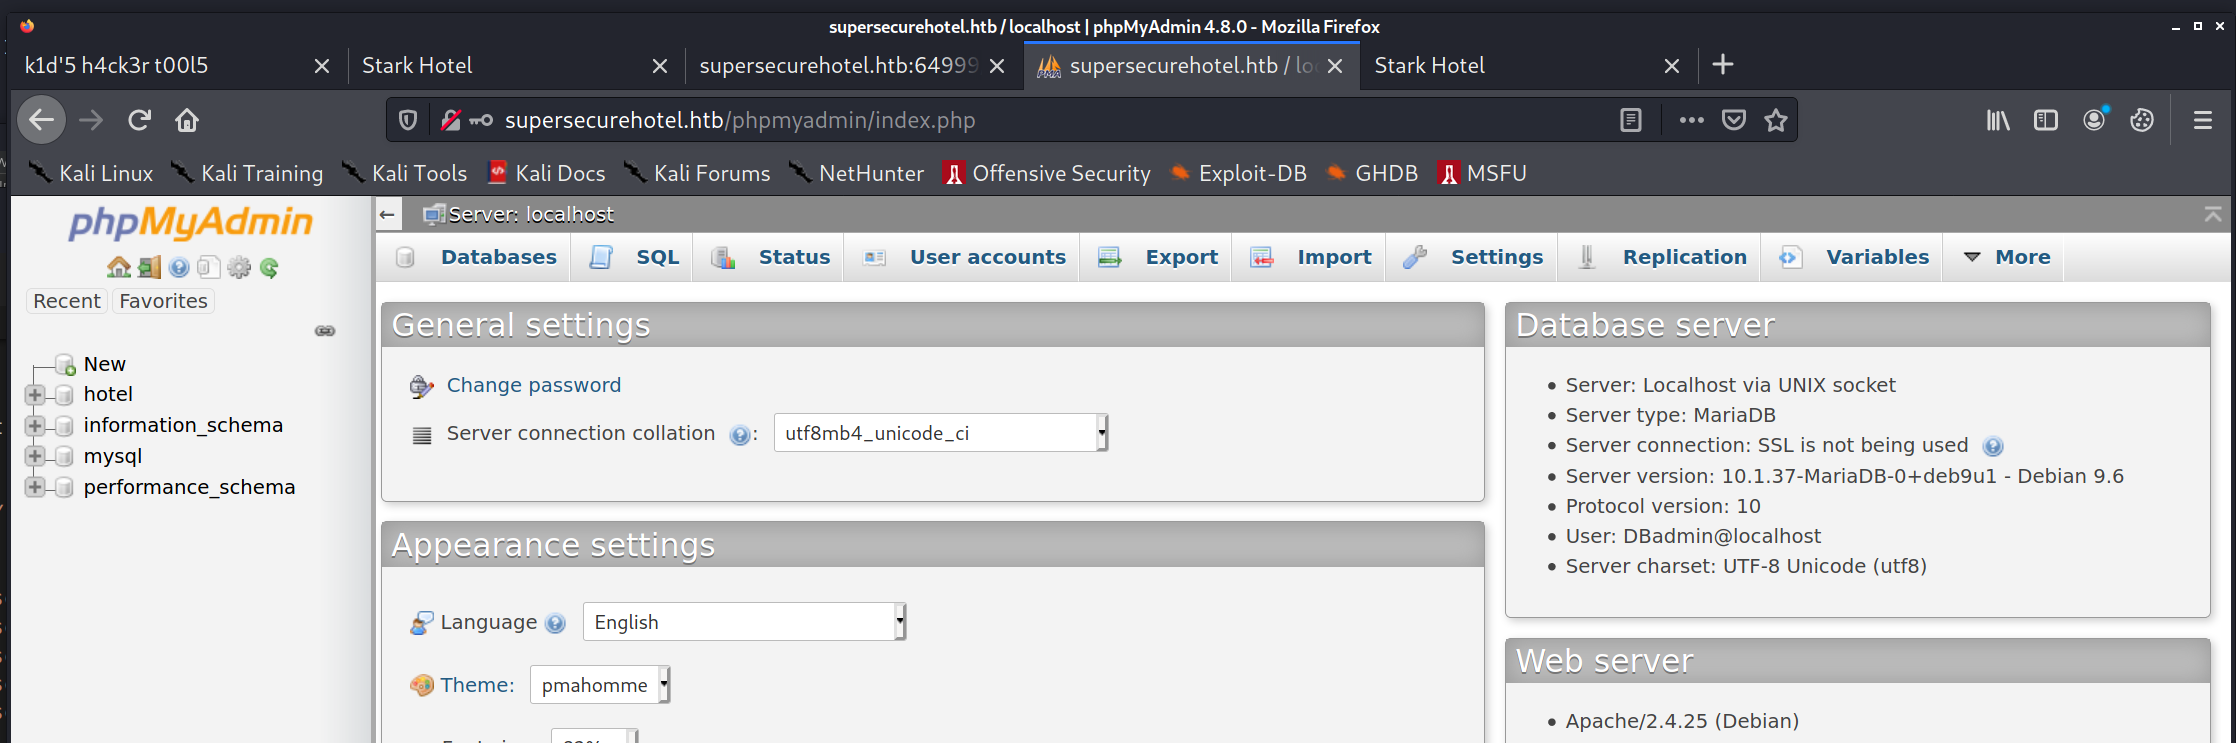 supersecurehotel.htb / localhost | phpMyAdmin 4.8.0 - Mozilla Firefox
k1d'5 h4ck3r t00l5 Stark Hotel supersecurehotel.htb:64999 supersecurehotel.htb / lo Stark Hotel
supersecurehotel.htb/phpmyadmin/index.php
Kali Linux Kali Training Kali Tools Kali Docs Kali Forums NetHunter Offensive Security Exploit-DB GHDB MSFU
phpMyAdmin
Recent Favorites
New
hotel
information_schema
mysql
performance_schema
Server: localhost
Databases SQL Status User accounts Export Import Settings Replication Variables More
General settings
Change password
Server connection collation : utf8mb4_unicode_ci
Appearance settings
Language English
Theme: pmahomme
Database server
• Server: Localhost via UNIX socket
• Server type: MariaDB
• Server connection: SSL is not being used
• Server version: 10.1.37-MariaDB-0+deb9u1 - Debian 9.6
• Protocol version: 10
• User: DBadmin@localhost
• Server charset: UTF-8 Unicode (utf8)
Web server
• Apache/2.4.25 (Debian)